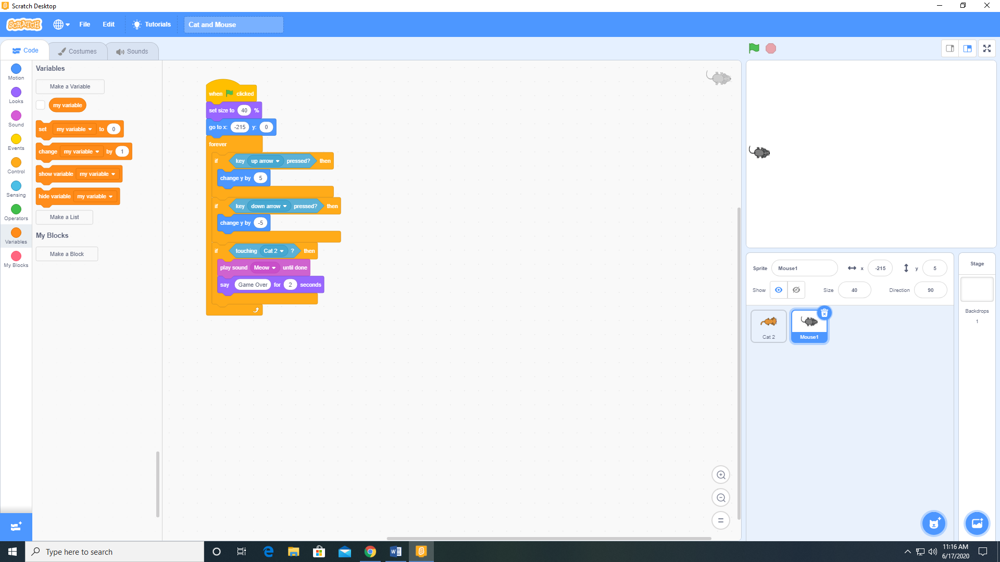 Scratch Desktop
SCRATCH File Edit Tutorials Cat and Mouse
Code Costumes Sounds
Motion
Looks
Sound
Events
Control
Sensing
Operators
Variables
My Blocks
Variables
Make a Variable
my variable
set my variable to 0
change my variable by 1
show variable my variable
hide variable my variable
Make a List
My Blocks
Make a Block
when clicked
set size to 40 %
go to x: -215 y: 0
forever
if key up arrow pressed? then
change y by 5
if key down arrow pressed? then
change y by -5
if touching Cat 2 ? then
play sound Meow until done
say Game Over for 2 seconds
Sprite Mouse1 x -215 y 5
Show Size 40 Direction 90
Cat 2
Mouse1
Stage
Backdrops
1
Type here to search
11:16 AM
6/17/2020